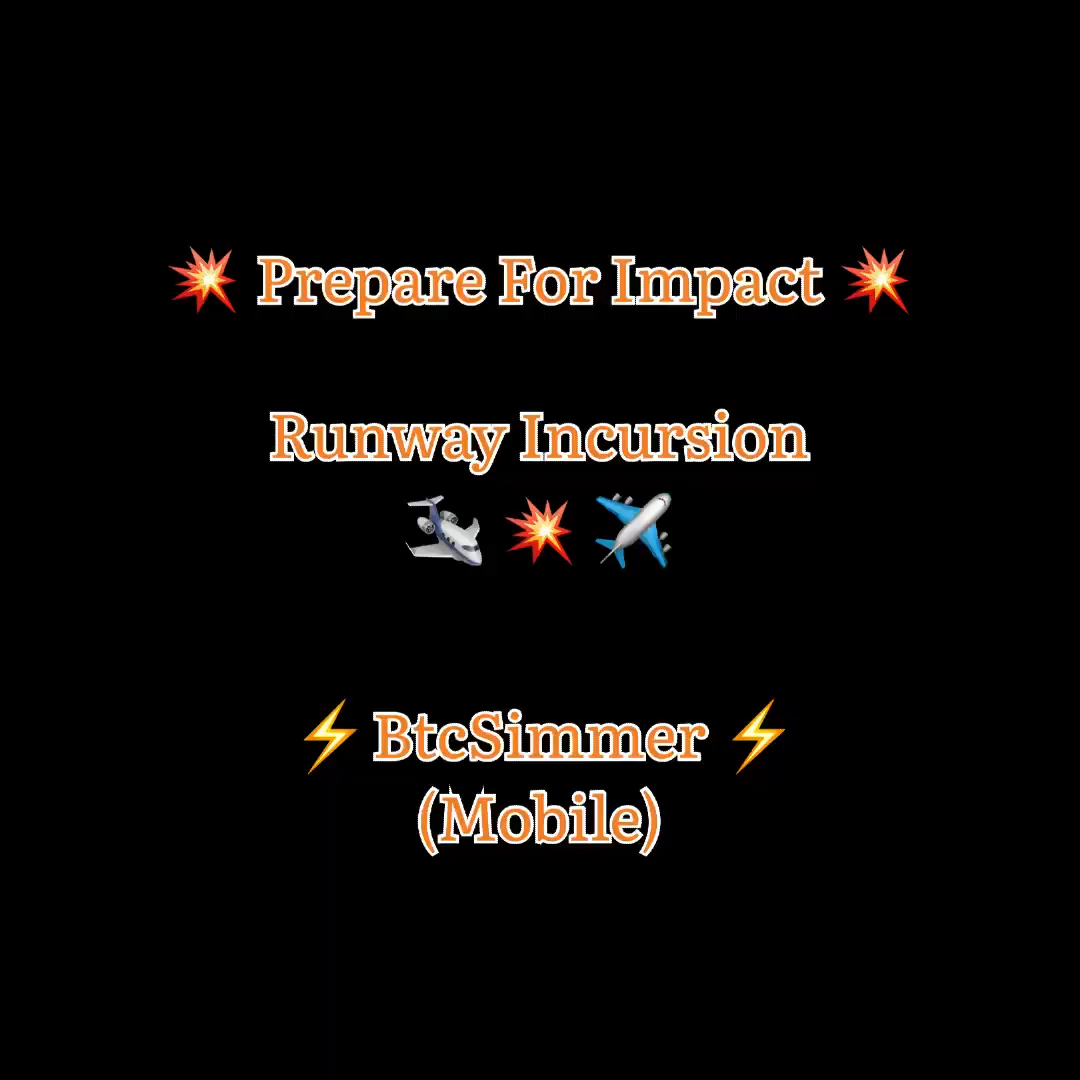 💥 Prepare For Impact 💥
Runway Incursion
🛩️ 💥 ✈️
⚡ BtcSimmer ⚡
(Mobile)